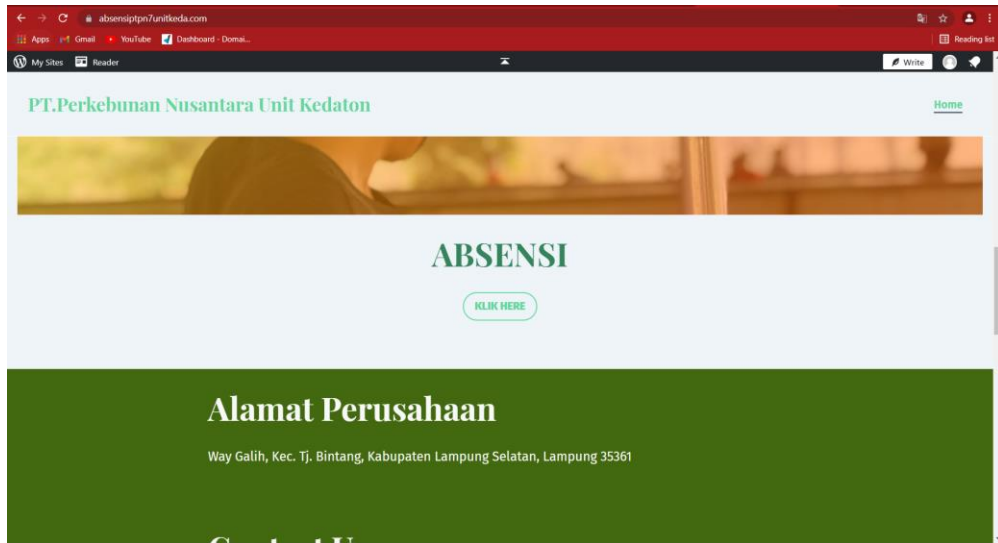 absensiptpn7unitkeda.com
Apps Gmail YouTube Dashboard - Domai... Reading list
My Sites Reader Write
PT.Perkebunan Nusantara Unit Kedaton Home
ABSENSI
KLIK HERE
Alamat Perusahaan
Way Galih, Kec. Tj. Bintang, Kabupaten Lampung Selatan, Lampung 35361